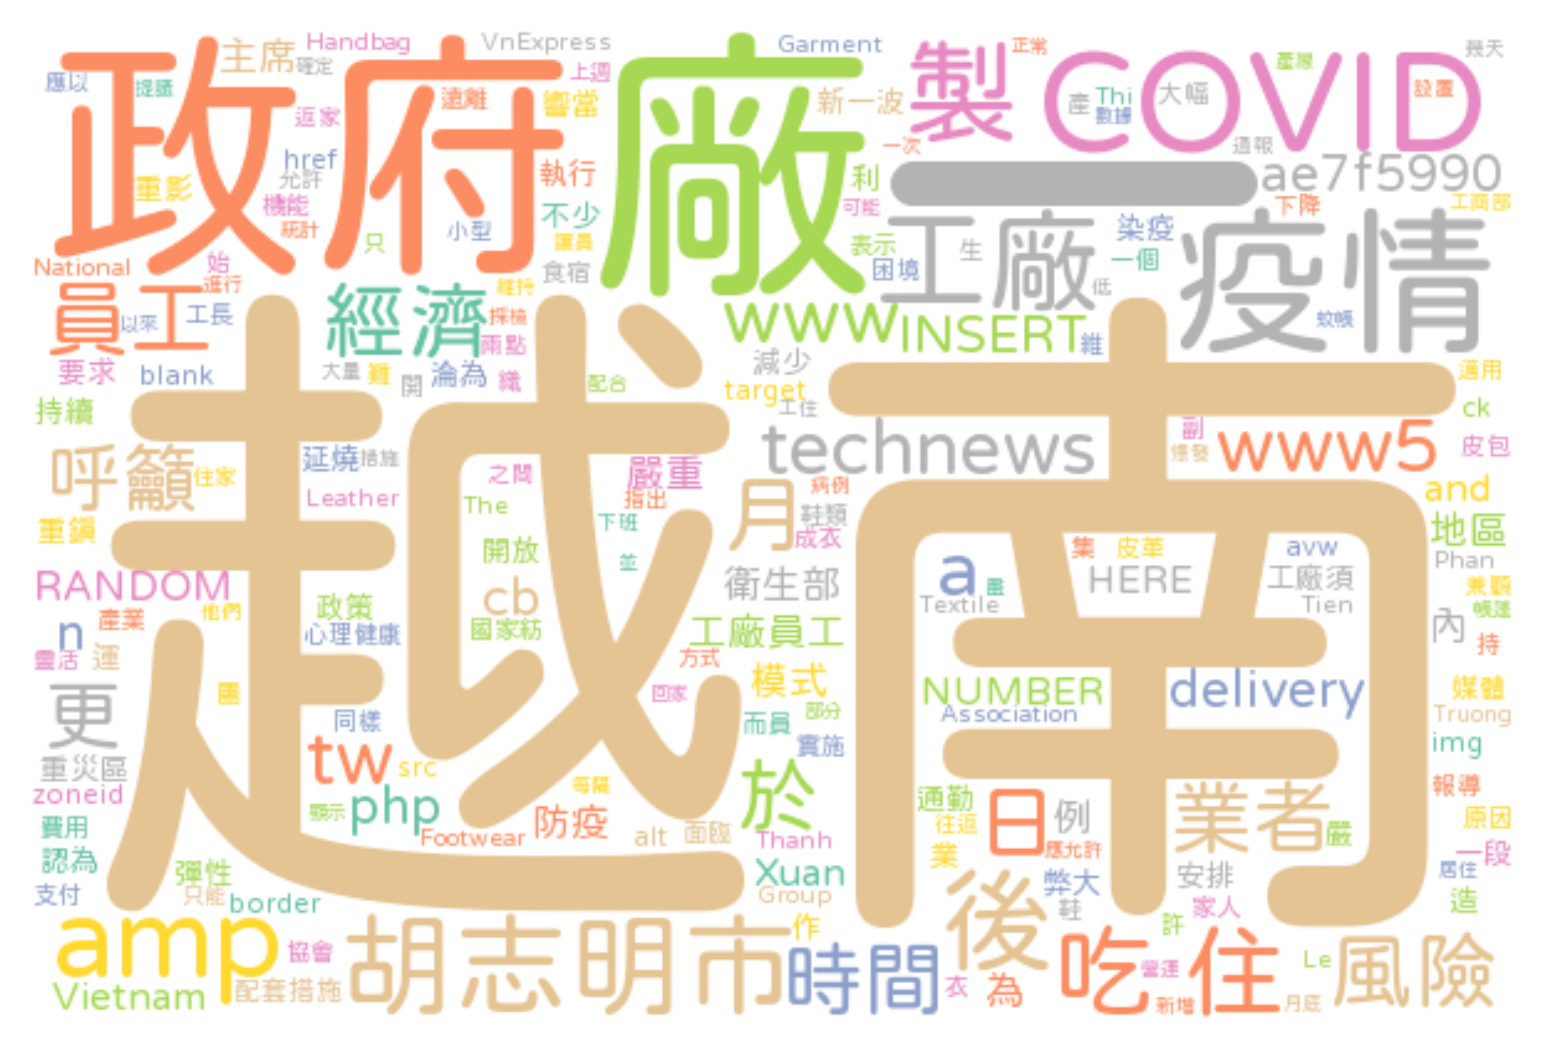 主席
Handbag
VnExpress
Garment
正常
幾天
確定
上週
應以
提議
政府
遠離
響當
廠
新一波
製
COVID
產
Thi
數據
大幅
設置
返家
一次
通報
href
允許
重影
機能
統計
執行
不少
利
可能
ae7f5990
下降
工商部
小型
只
表示
工廠
生
染疫
一個
疫情
National
始
進行
食宿
維持
困境
低
員工
以來
工長
經濟
採檢
兩點
www
INSERT
維
蚊帳
要求
blank
大量
難
開
淪為
織
配合
減少
target
工住
適用
持續
越南
technews
副
爆發
www5
ck
皮包
呼籲
住家
延燒
措施
之間
嚴重
指出
病例
Leather
The
月
鞋類
and
重鎮
下班
成衣
地區
開放
並
集
皮革
avw
Phan
RANDOM
cb
衛生部
a
HERE
工廠須
兼顧
帳篷
他們
政策
Textile
Tien
n
產業
心理健康
國家紡
工廠員工
內
持
靈活
運
方式
更
團
回家
模式
NUMBER
delivery
媒體
同樣
而員
部分
Association
Truong
實施
tw
src
img
重災區
每隔
於
zoneid
顯示
php
防疫
通勤
日
例
業者
報導
費用
Footwear
alt
面臨
Thanh
往返
嚴
原因
認為
業
應允許
一段
彈性
Xuan
弊大
安排
居住
支付
只能
border
Group
後
鞋
家人
造
amp
協會
胡志明市
作
時間
許
吃住
Le
風險
營運
Vietnam
配套措施
衣
為
新增
月底